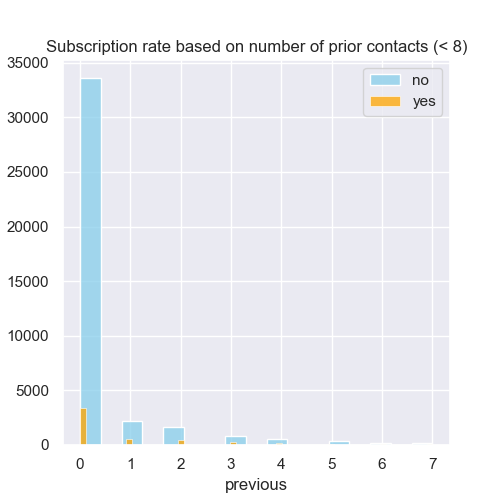 Subscription rate based on number of prior contacts (< 8)
35000
30000
25000
20000
15000
10000
5000
0
no
yes
0 1 2 3 4 5 6 7
previous